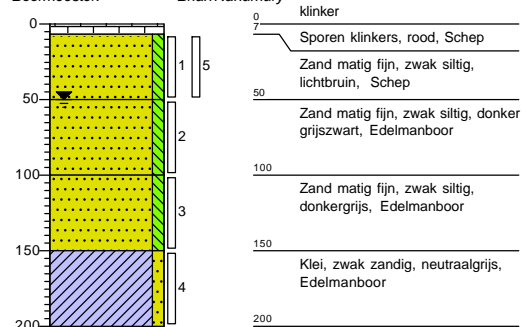 klinker
0
0
7
Sporen klinkers, rood, Schep
1
5
Zand matig fijn, zwak siltig,
lichtbruin, Schep
50
50
Zand matig fijn, zwak siltig, donker
grijszwart, Edelmanboor
2
100
100
Zand matig fijn, zwak siltig,
donkergrijs, Edelmanboor
3
150
150
Klei, zwak zandig, neutraalgrijs,
Edelmanboor
4
200
200